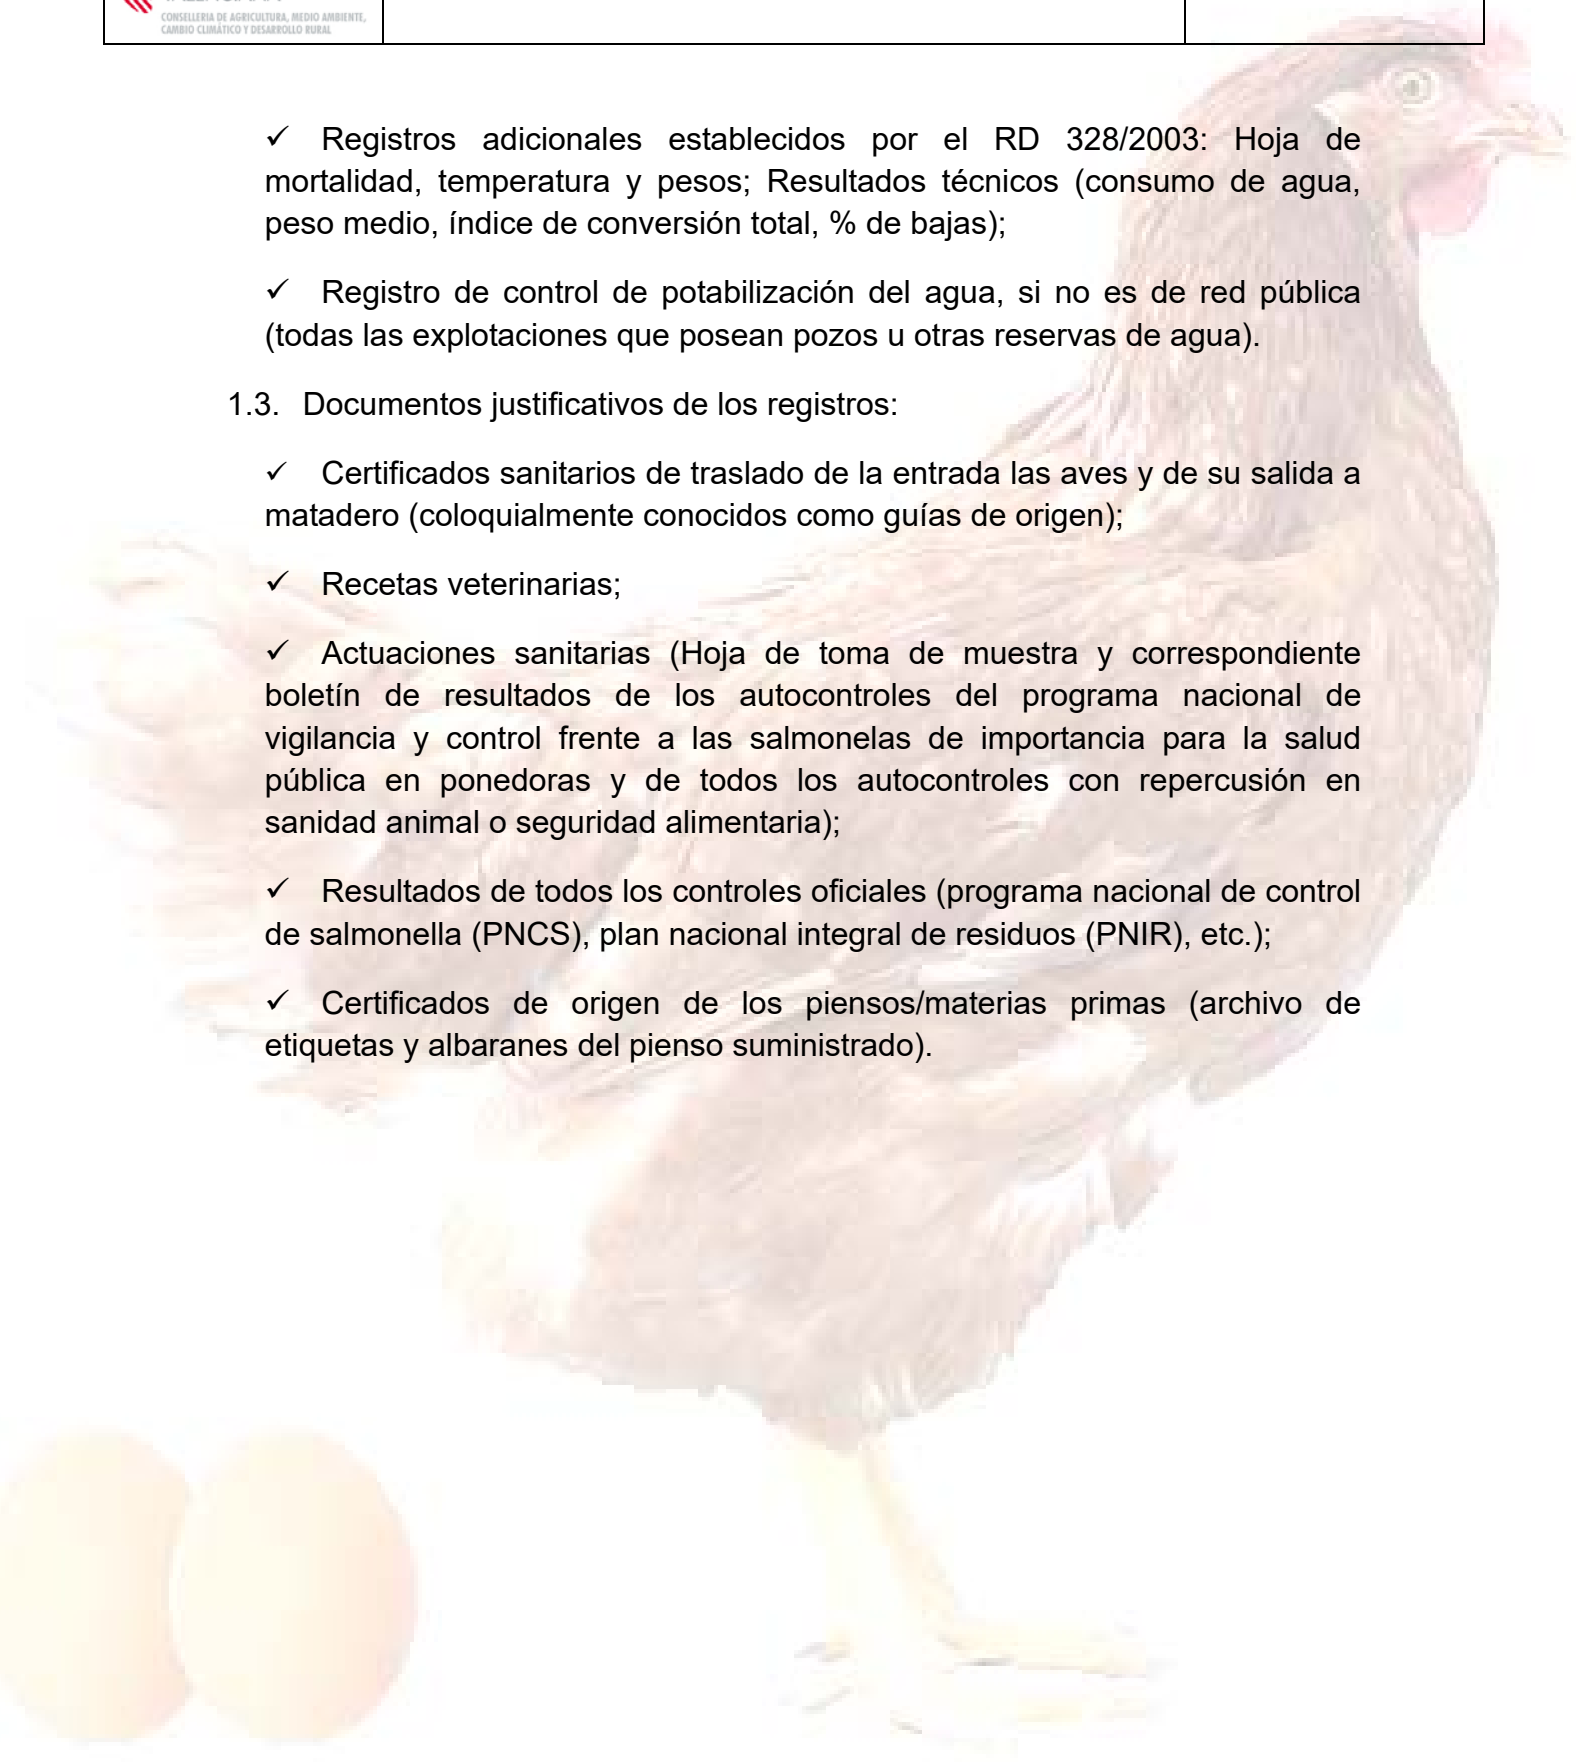 CONSELLERIA DE AGRICULTURA, MEDIO AMBIENTE,
CAMBIO CLIMÁTICO Y DESARROLLO RURAL
✓ Registros adicionales establecidos por el RD 328/2003: Hoja de
mortalidad, temperatura y pesos; Resultados técnicos (consumo de agua,
peso medio, índice de conversión total, % de bajas);
✓ Registro de control de potabilización del agua, si no es de red pública
(todas las explotaciones que posean pozos u otras reservas de agua).
1.3. Documentos justificativos de los registros:
✓ Certificados sanitarios de traslado de la entrada las aves y de su salida a
matadero (coloquialmente conocidos como guías de origen);
✓ Recetas veterinarias;
✓ Actuaciones sanitarias (Hoja de toma de muestra y correspondiente
boletín de resultados de los autocontroles del programa nacional de
vigilancia y control frente a las salmonelas de importancia para la salud
pública en ponedoras y de todos los autocontroles con repercusión en
sanidad animal o seguridad alimentaria);
✓ Resultados de todos los controles oficiales (programa nacional de control
de salmonella (PNCS), plan nacional integral de residuos (PNIR), etc.);
✓ Certificados de origen de los piensos/materias primas (archivo de
etiquetas y albaranes del pienso suministrado).